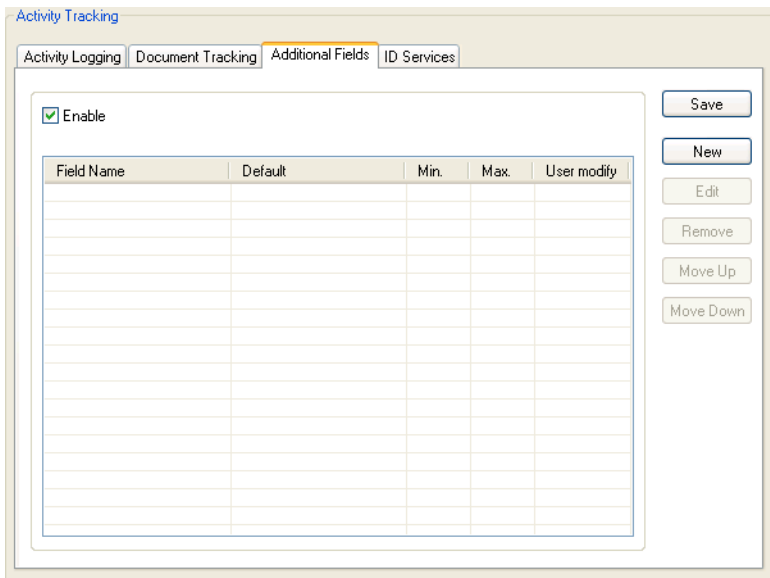 Activity Tracking
Activity Logging Document Tracking Additional Fields ID Services
Enable
Field Name Default Min. Max. User modify
Save
New
Edit
Remove
Move Up
Move Down